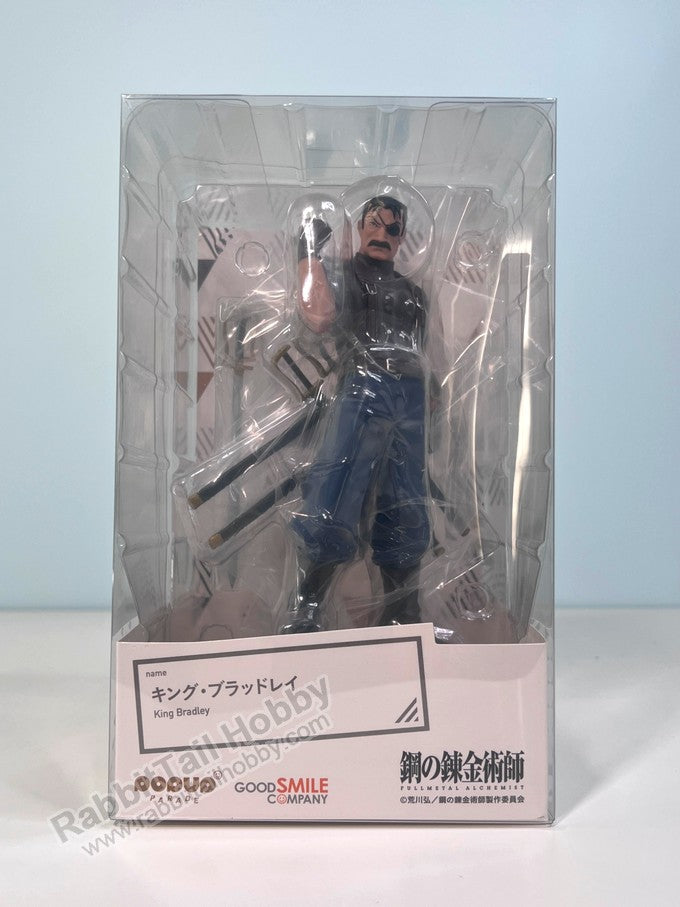 name
キング・ブラッドレイ
King Bradley
POPUP
PARADE
GOOD SMILE
COMPANY
鋼の錬金術師
FULLMETAL ALCHEMIST
©荒川弘／鋼の錬金術師製作委員会
RabbitTail Hobby
www.rabbittailhobby.com